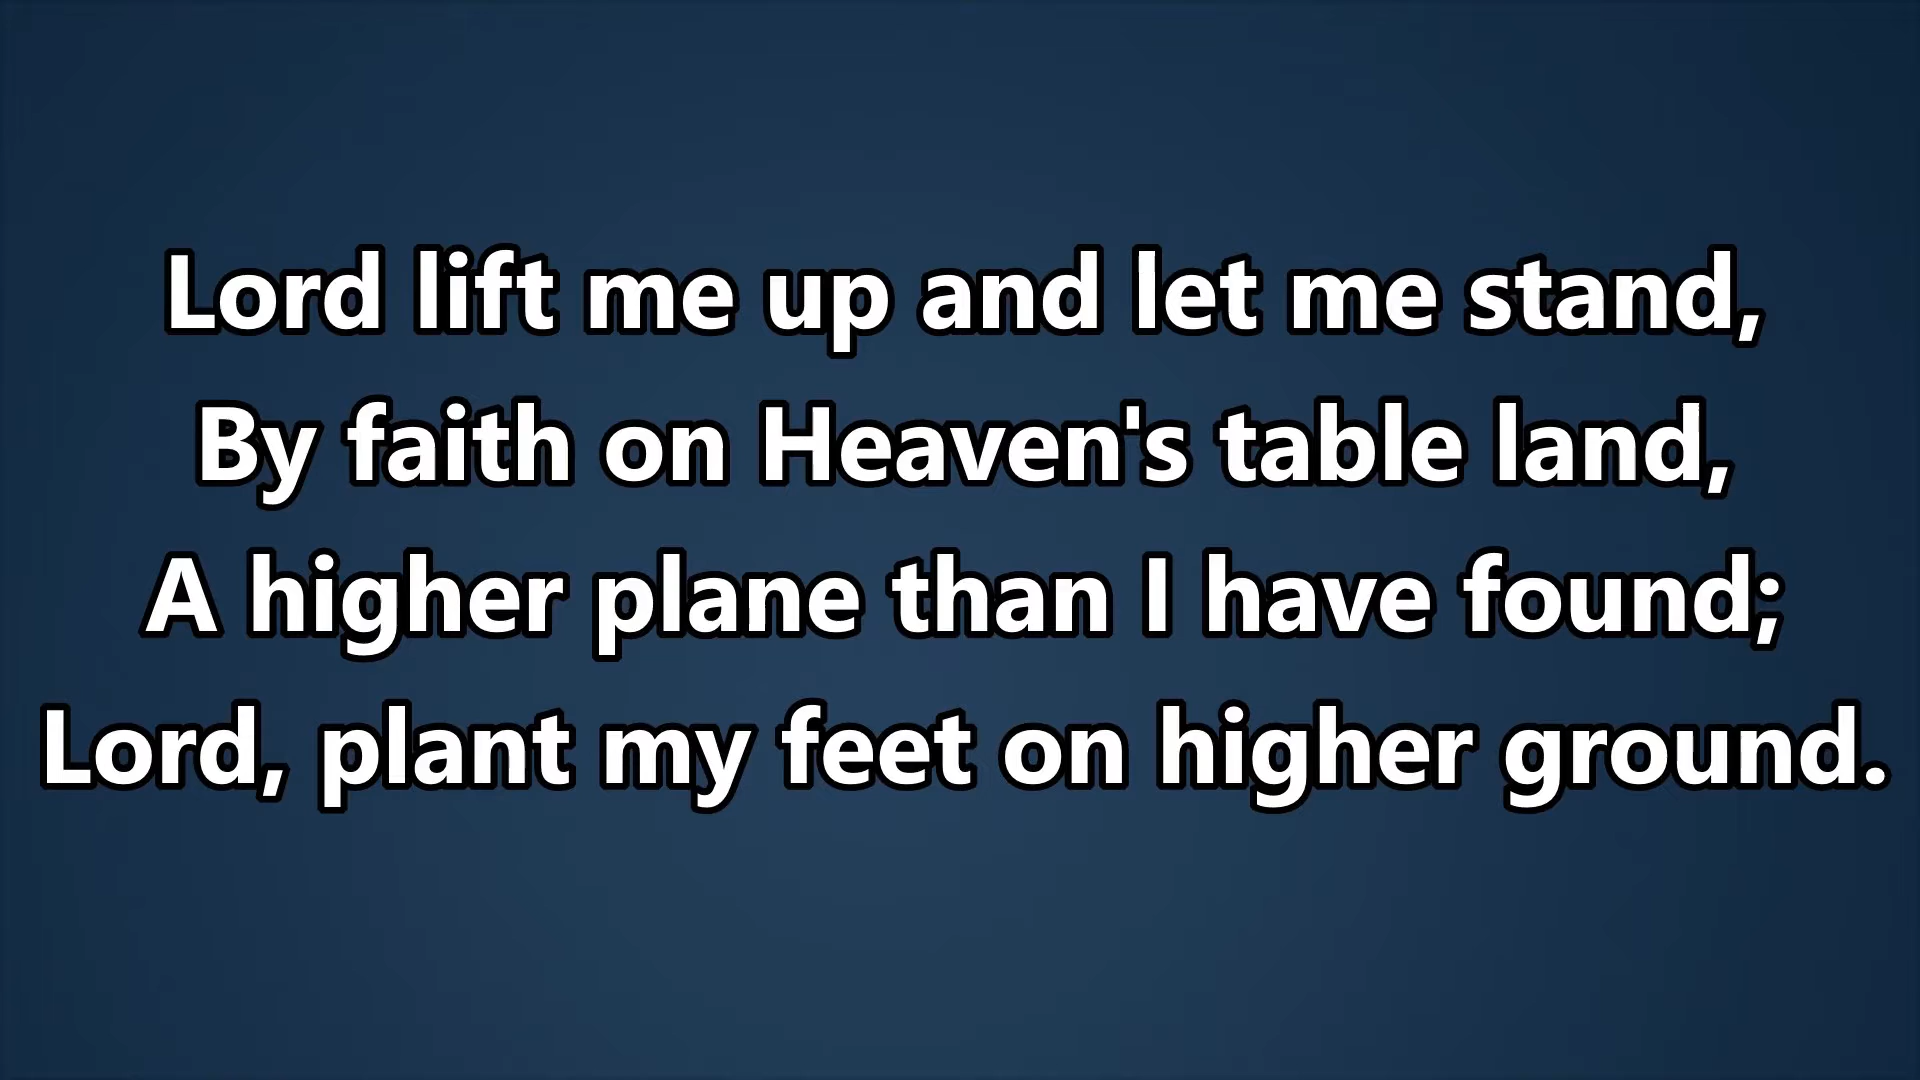 Lord lift me up and let me stand,
By faith on Heaven's table land,
A higher plane than I have found;
Lord, plant my feet on higher ground.